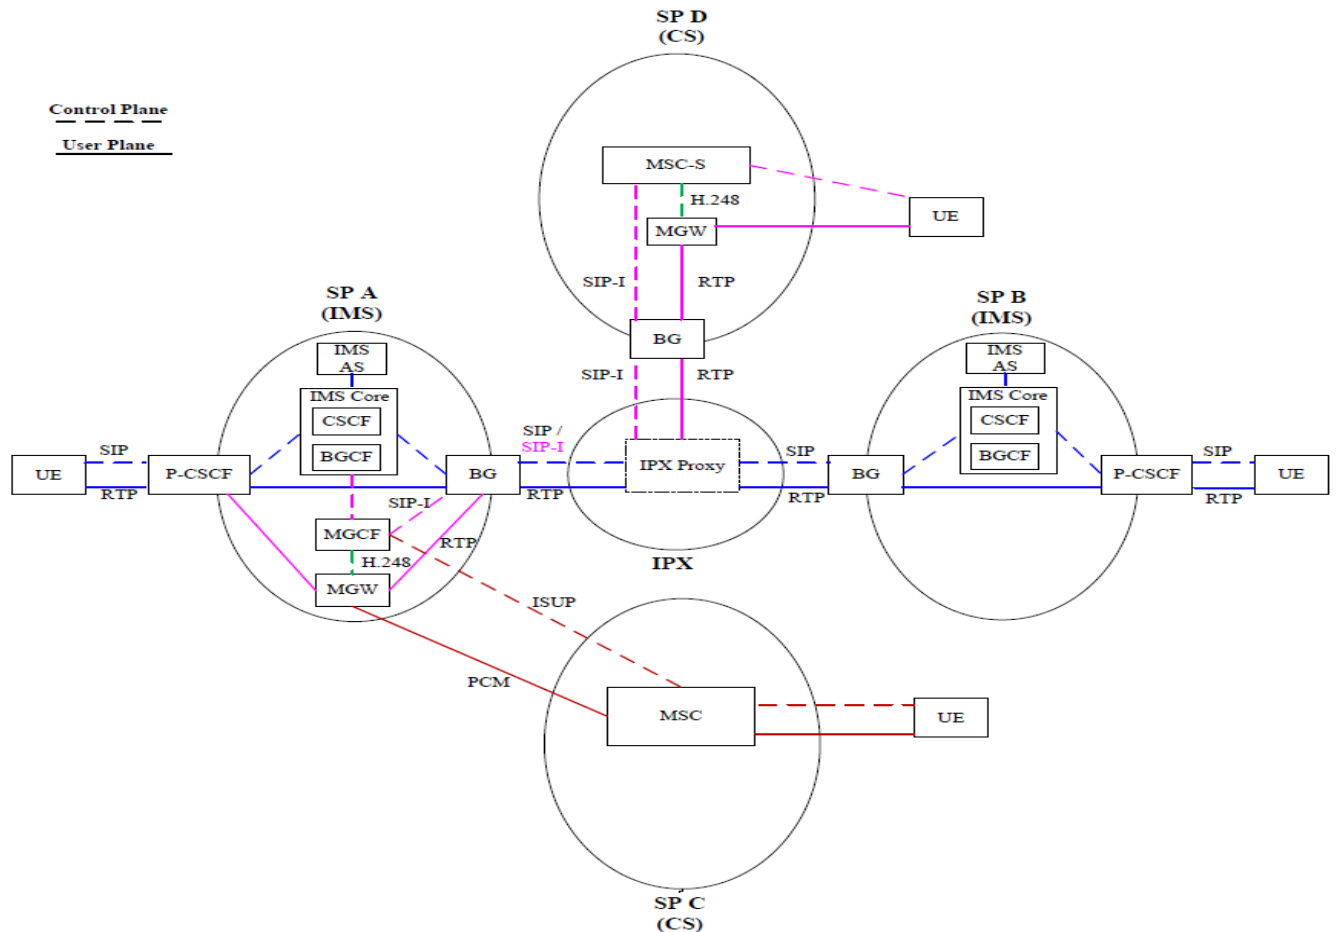 SP D
(CS)
Control Plane
User Plane
MSC-S
H.248
MGW
UE
SIP-I
RTP
BG
SIP-I
RTP
SP A
(IMS)
IMS
AS
IMS Core
CSCF
BGCF
SIP
UE
RTP
P-CSCF
BG
SIP-I
MGCF
RTP
H.248
MGW
SIP /
SIP-I
RTP
IPX Proxy
IPX
SIP
RTP
SP B
(IMS)
IMS
AS
IMS Core
CSCF
BGCF
BG
P-CSCF
SIP
RTP
UE
ISUP
PCM
MSC
UE
SP C
(CS)